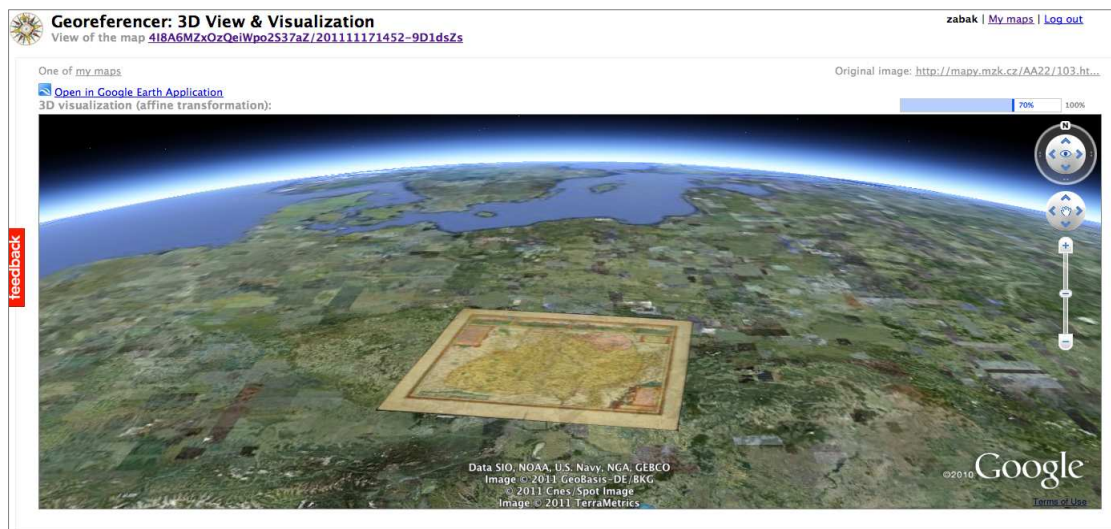 Georeferencer: 3D View & Visualization
zabak | My maps | Log out
View of the map 4I8A6MZxOzQeiWpo2S37aZ/201111171452-9D1dsZs
One of my maps
Original image: http://mapy.mzk.cz/AA22/103.ht...
Open in Google Earth Application
3D visualization (affine transformation):
70%
100%
N
feedback
Data SIO, NOAA, U.S. Navy, NGA, GEBCO
Image © 2011 GeoBasis-DE/BKG
© 2011 Cnes/Spot Image
Image © 2011 TerraMetrics
©2010 Google
Terms of Use